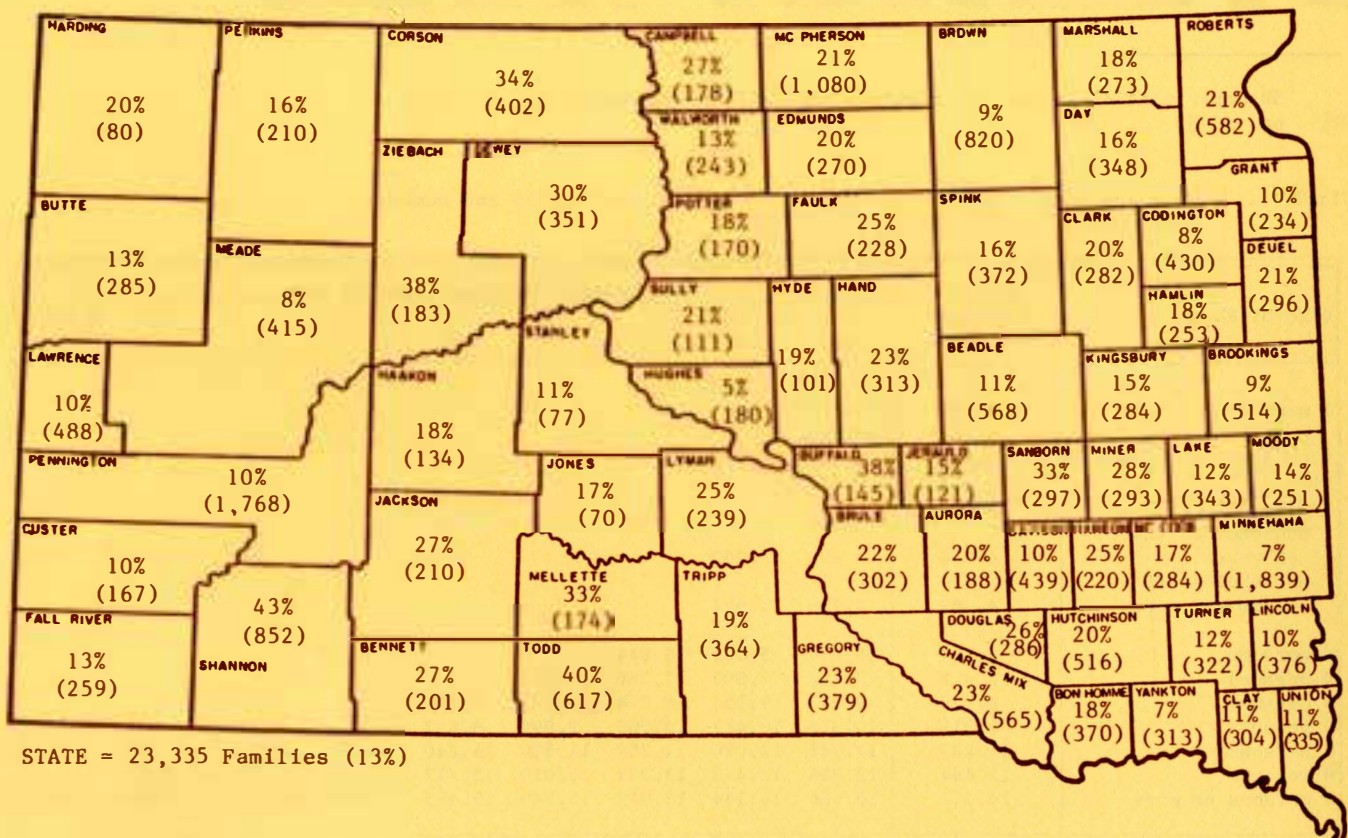 HARDING
20%
(80)
PERKINS
16%
(210)
CORSON
34%
(402)
CAMPBELL
27%
(178)
MC PHERSON
21%
(1,080)
BROWN
9%
(820)
MARSHALL
18%
(273)
ROBERTS
21%
(582)
WALWORTH
13%
(243)
EDMUNDS
20%
(270)
DAY
16%
(348)
ZIEBACH
38%
(183)
30%
(351)
GRANT
10%
(234)
BUTTE
13%
(285)
MEADE
8%
(415)
POTTER
18%
(170)
FAULK
25%
(228)
SPINK
16%
(372)
CLARK
20%
(282)
CODINGTON
8%
(430)
DEUEL
21%
(296)
HAMLIN
18%
(253)
SULLY
21%
(111)
HYDE
19%
(101)
HAND
23%
(313)
STANLEY
11%
(77)
LAWRENCE
10%
(488)
HAAKON
18%
(134)
HUGHES
5%
(180)
BEADLE
11%
(568)
KINGSBURY
15%
(284)
BROOKINGS
9%
(514)
PENNINGTON
10%
(1,768)
JACKSON
27%
(210)
JONES
17%
(70)
LYMAN
25%
(239)
BUFFALO
38%
(145)
JERAULD
15%
(121)
SANBORN
33%
(297)
MINER
28%
(293)
LAKE
12%
(343)
MOODY
14%
(251)
CUSTER
10%
(167)
BRULE
22%
(302)
AURORA
20%
(188)
10%
(439)
25%
(220)
17%
(284)
MINNEHAHA
7%
(1,839)
FALL RIVER
13%
(259)
43%
(852)
SHANNON
MELLETTE
33%
(174)
TRIPP
19%
(364)
BENNETT
27%
(201)
TODD
40%
(617)
GREGORY
23%
(379)
CHARLES MIX
23%
(565)
DOUGLAS
26%
(286)
HUTCHINSON
20%
(516)
TURNER
12%
(322)
LINCOLN
10%
(376)
BON HOMME
18%
(370)
YANKTON
7%
(313)
CLAY
11%
(304)
UNION
11%
(335)
STATE = 23,335 Families (13%)